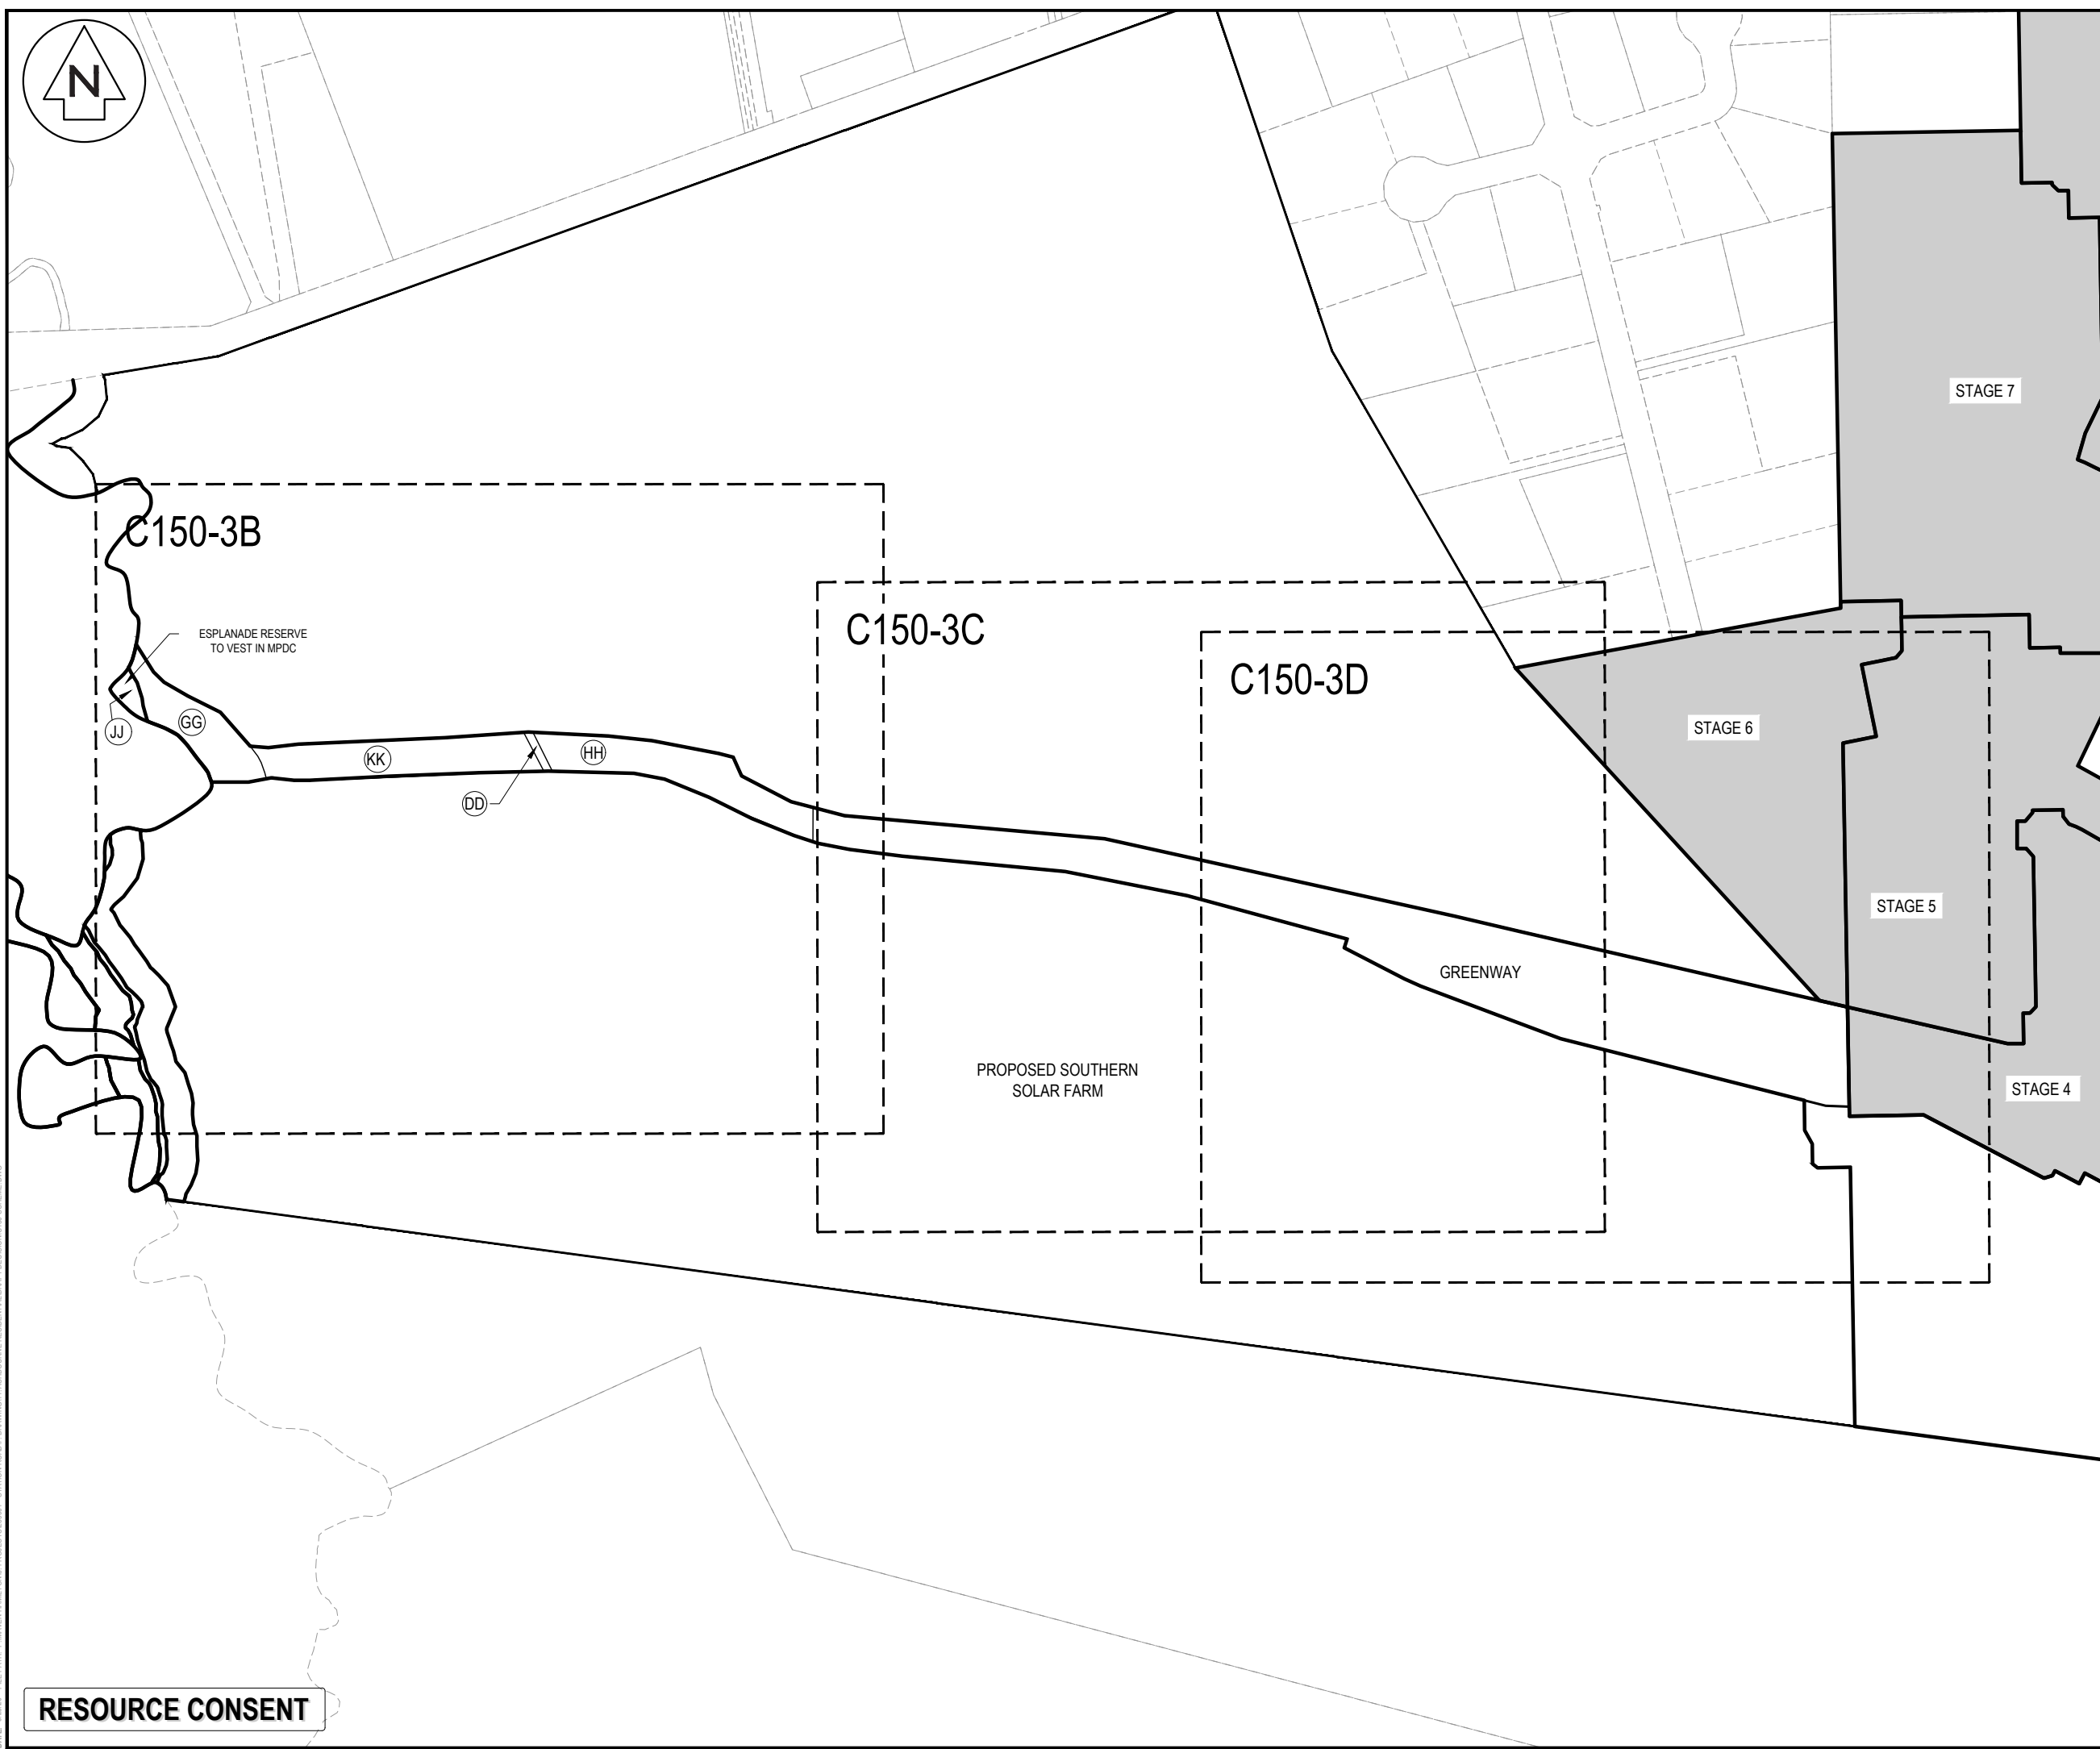 N
STAGE 7
C150-3B
C150-3C
ESPLANADE RESERVE
TO VEST IN MPDC
C150-3D
JJ
GG
STAGE 6
KK
HH
DD
STAGE 5
GREENWAY
PROPOSED SOUTHERN
SOLAR FARM
STAGE 4
RESOURCE CONSENT